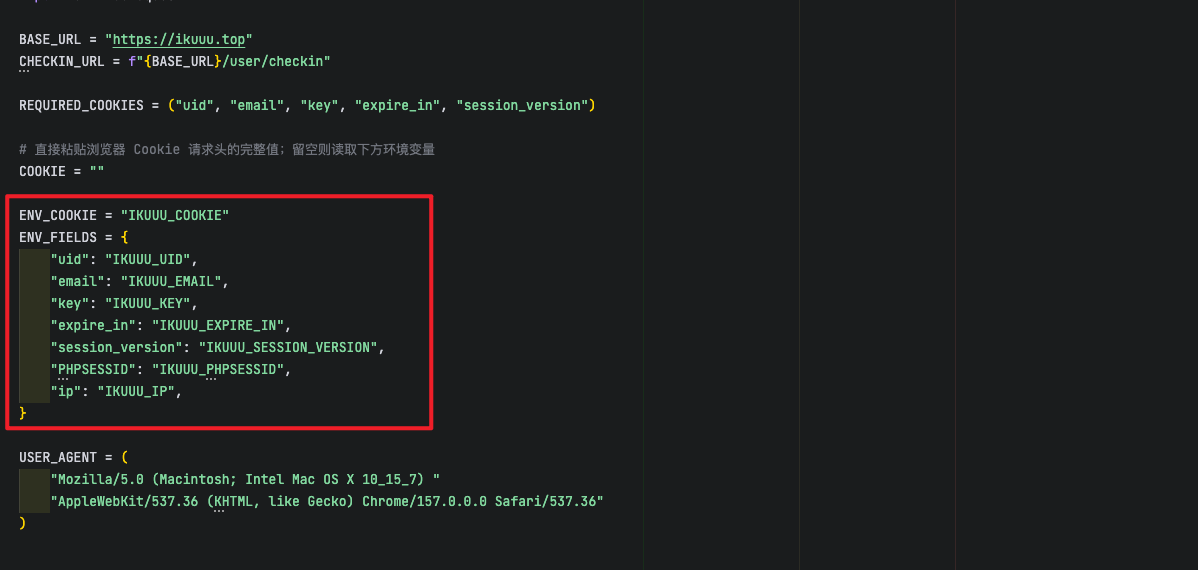 BASE_URL = "https://ikuuu.top"
CHECKIN_URL = f"{BASE_URL}/user/checkin"
REQUIRED_COOKIES = ("uid", "email", "key", "expire_in", "session_version")
# 直接粘贴浏览器 Cookie 请求头的完整值；留空则读取下方环境变量
COOKIE = ""
ENV_COOKIE = "IKUUU_COOKIE"
ENV_FIELDS = {
    "uid": "IKUUU_UID",
    "email": "IKUUU_EMAIL",
    "key": "IKUUU_KEY",
    "expire_in": "IKUUU_EXPIRE_IN",
    "session_version": "IKUUU_SESSION_VERSION",
    "PHPSESSID": "IKUUU_PHPSESSID",
    "ip": "IKUUU_IP",
}
USER_AGENT = (
    "Mozilla/5.0 (Macintosh; Intel Mac OS X 10_15_7) "
    "AppleWebKit/537.36 (KHTML, like Gecko) Chrome/157.0.0.0 Safari/537.36"
)